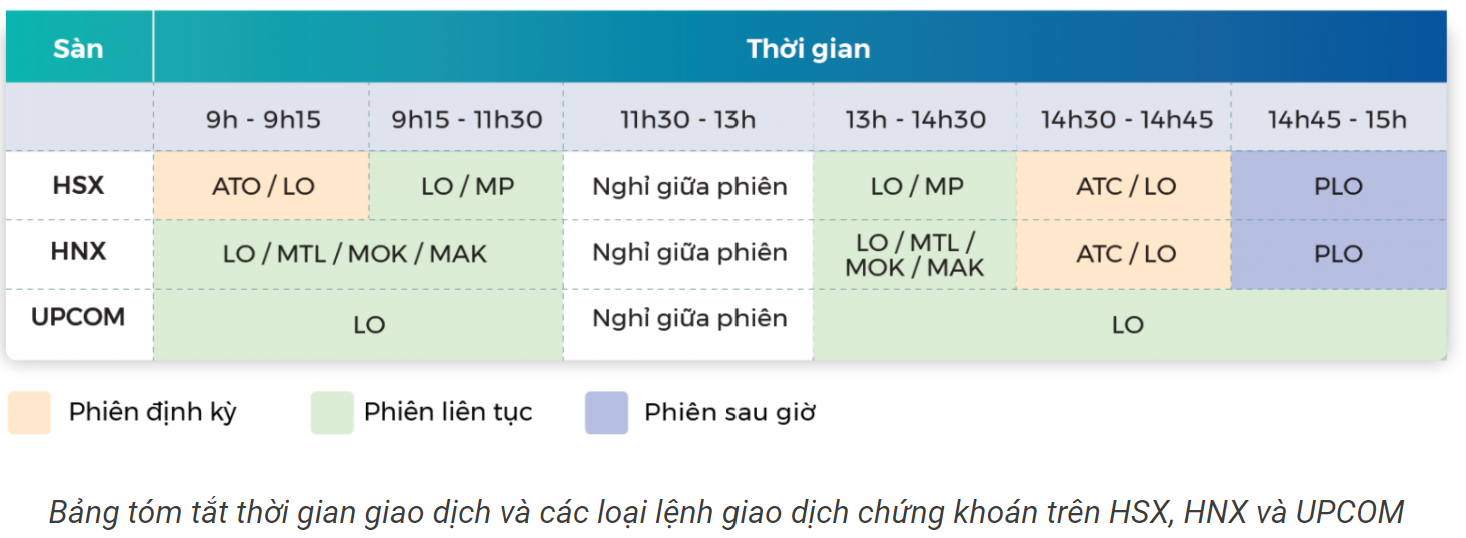 Sàn Thời gian
9h - 9h15 9h15 - 11h30 11h30 - 13h 13h - 14h30 14h30 - 14h45 14h45 - 15h
HSX ATO / LO LO / MP Nghỉ giữa phiên LO / MP ATC / LO PLO
HNX LO / MTL / MOK / MAK Nghỉ giữa phiên LO / MTL / MOK / MAK ATC / LO PLO
UPCOM LO Nghỉ giữa phiên LO
Phiên định kỳ Phiên liên tục Phiên sau giờ
Bảng tóm tắt thời gian giao dịch và các loại lệnh giao dịch chứng khoán trên HSX, HNX và UPCOM